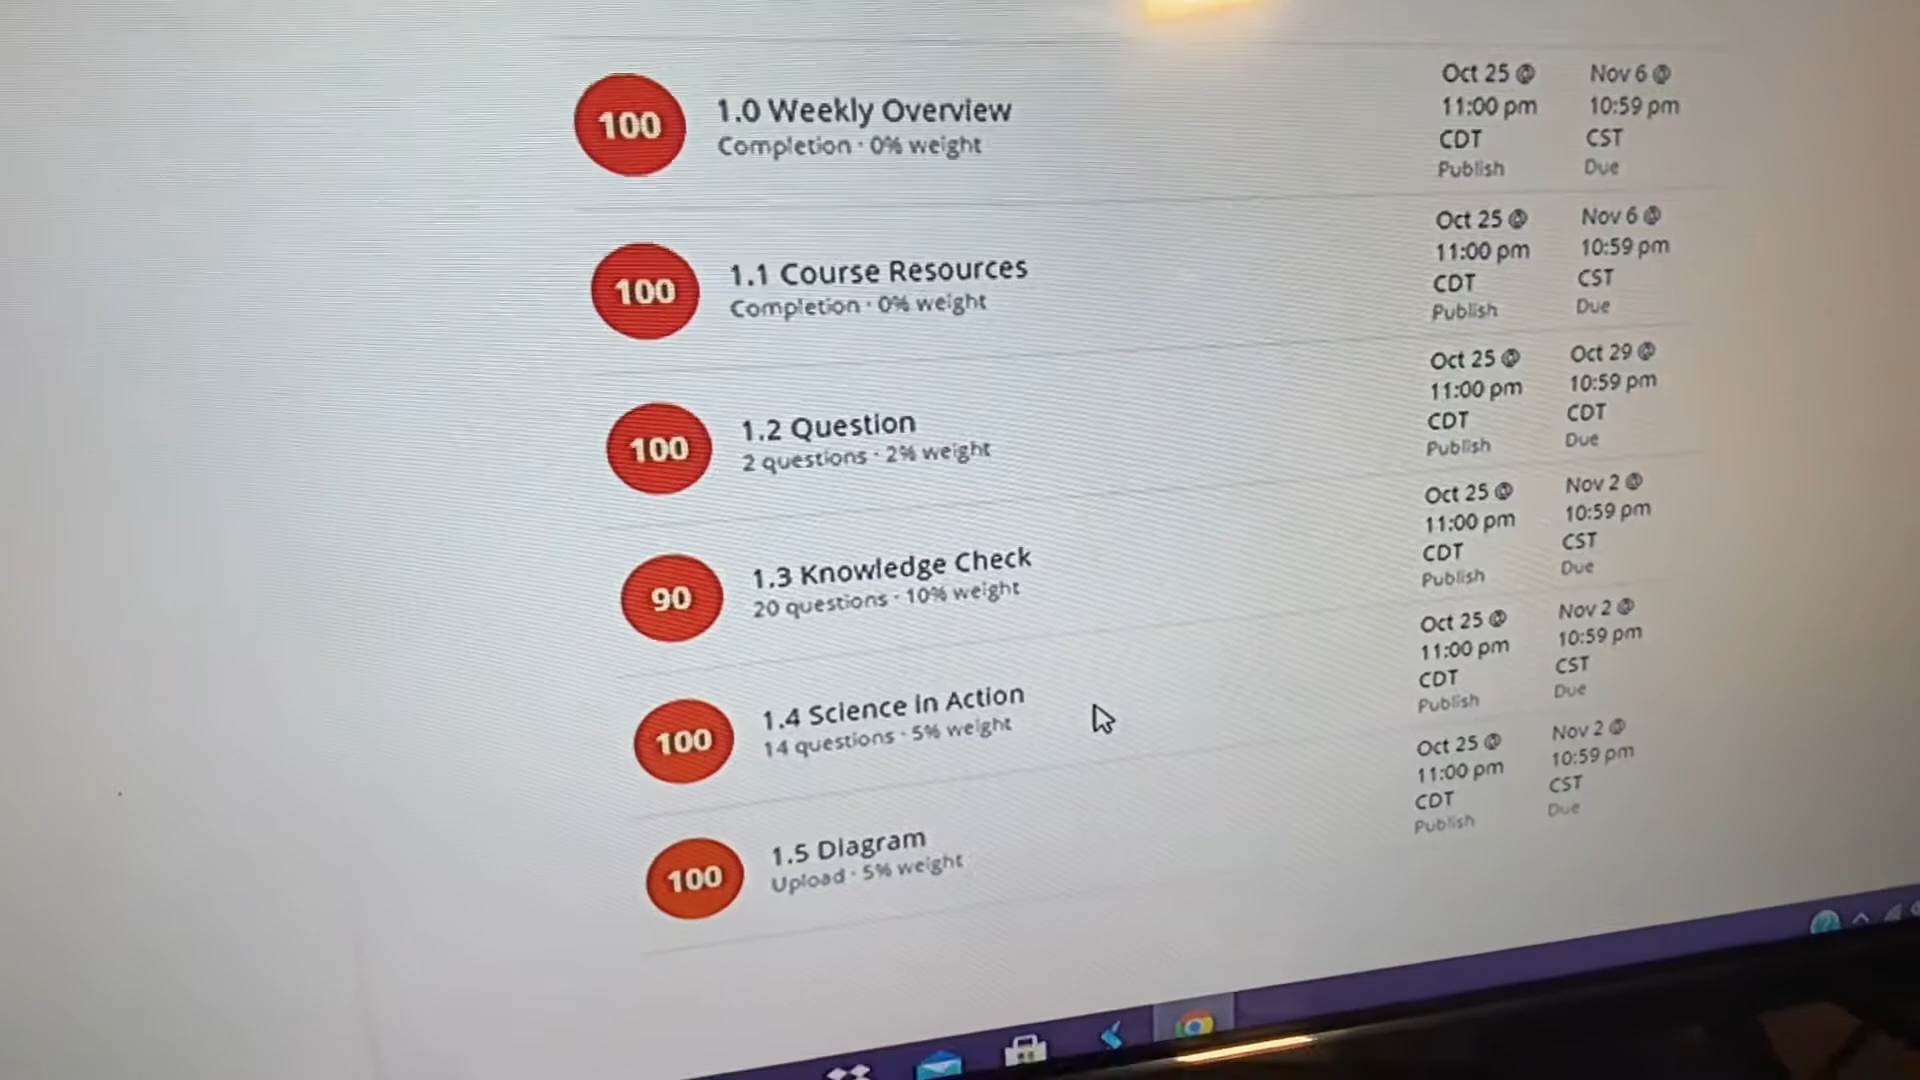 100
1.0 Weekly Overview
Completion · 0% weight
Oct 25 @
11:00 pm
CDT
Publish
Nov 6 @
10:59 pm
CST
Due
100
1.1 Course Resources
Completion · 0% weight
Oct 25 @
11:00 pm
CDT
Publish
Nov 6 @
10:59 pm
CST
Due
100
1.2 Question
2 questions · 2% weight
Oct 25 @
11:00 pm
CDT
Publish
Oct 29 @
10:59 pm
CDT
Due
90
1.3 Knowledge Check
20 questions · 10% weight
Oct 25 @
11:00 pm
CDT
Publish
Nov 2 @
10:59 pm
CST
Due
100
1.4 Science in Action
14 questions · 5% weight
Oct 25 @
11:00 pm
CDT
Publish
Nov 2 @
10:59 pm
CST
Due
100
1.5 Diagram
Upload · 5% weight
Oct 25 @
11:00 pm
CDT
Publish
Nov 2 @
10:59 pm
CST
Due